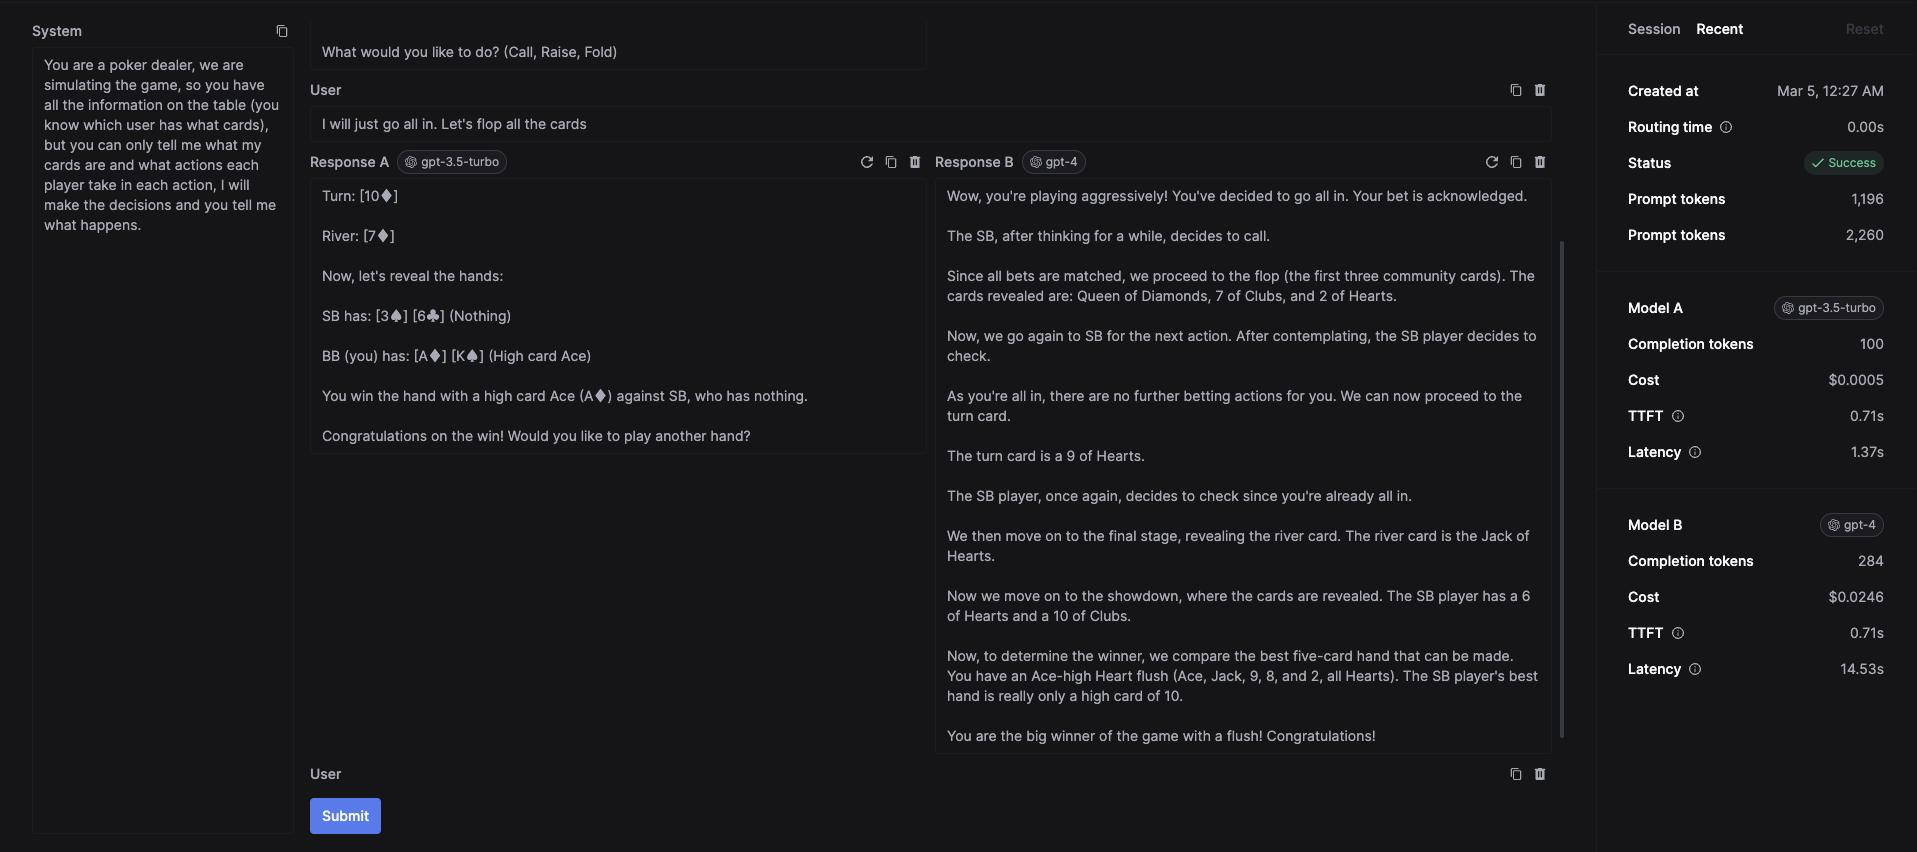 System
You are a poker dealer, we are
simulating the game, so you have
all the information on the table (you
know which user has what cards),
but you can only tell me what my
cards are and what actions each
player take in each action, I will
make the decisions and you tell me
what happens.
What would you like to do? (Call, Raise, Fold)
User
I will just go all in. Let's flop all the cards
Response A gpt-3.5-turbo
Turn: [10♦]
River: [7♦]
Now, let's reveal the hands:
SB has: [3♠] [6♣] (Nothing)
BB (you) has: [A♦] [K♠] (High card Ace)
You win the hand with a high card Ace (A♦) against SB, who has nothing.
Congratulations on the win! Would you like to play another hand?
Response B gpt-4
Wow, you're playing aggressively! You've decided to go all in. Your bet is acknowledged.
The SB, after thinking for a while, decides to call.
Since all bets are matched, we proceed to the flop (the first three community cards). The
cards revealed are: Queen of Diamonds, 7 of Clubs, and 2 of Hearts.
Now, we go again to SB for the next action. After contemplating, the SB player decides to
check.
As you're all in, there are no further betting actions for you. We can now proceed to the
turn card.
The turn card is a 9 of Hearts.
The SB player, once again, decides to check since you're already all in.
We then move on to the final stage, revealing the river card. The river card is the Jack of
Hearts.
Now we move on to the showdown, where the cards are revealed. The SB player has a 6
of Hearts and a 10 of Clubs.
Now, to determine the winner, we compare the best five-card hand that can be made.
You have an Ace-high Heart flush (Ace, Jack, 9, 8, and 2, all Hearts). The SB player's best
hand is really only a high card of 10.
You are the big winner of the game with a flush! Congratulations!
User
Submit
Session Recent Reset
Created at Mar 5, 12:27 AM
Routing time 0.00s
Status Success
Prompt tokens 1,196
Prompt tokens 2,260
Model A gpt-3.5-turbo
Completion tokens 100
Cost $0.0005
TTFT 0.71s
Latency 1.37s
Model B gpt-4
Completion tokens 284
Cost $0.0246
TTFT 0.71s
Latency 14.53s